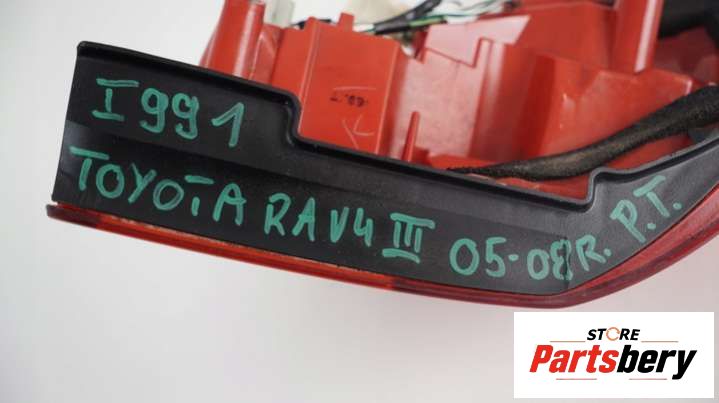 I991
TOYOTA RAV4 III 05-08R. P.T.
STORE
Partsbery